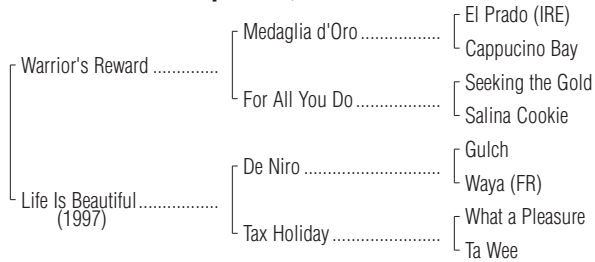 El Prado (IRE)
Medaglia d'Oro
Cappucino Bay
Warrior's Reward
Seeking the Gold
For All You Do
Salina Cookie
Gulch
De Niro
Waya (FR)
Life Is Beautiful
(1997)
What a Pleasure
Tax Holiday
Ta Wee